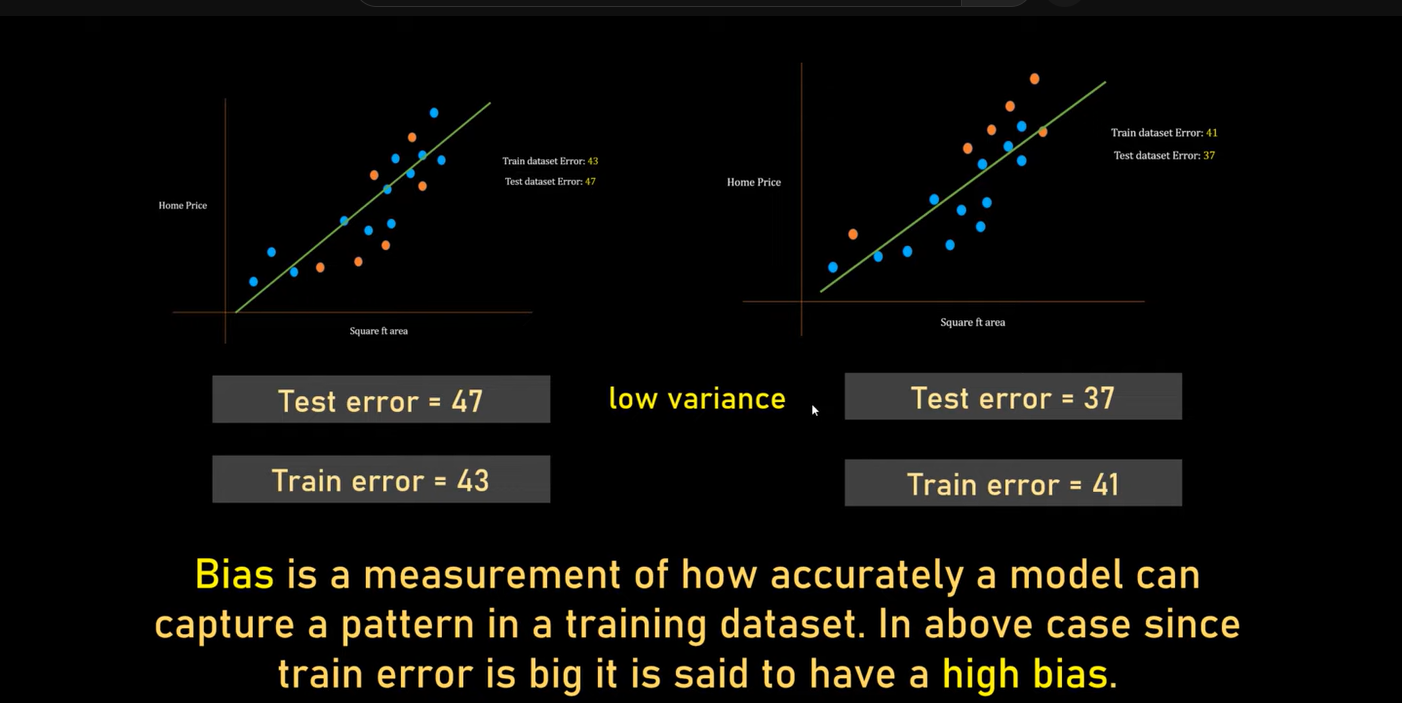 Home Price
Train dataset Error: 43
Test dataset Error: 47
Square ft area
Home Price
Train dataset Error: 41
Test dataset Error: 37
Square ft area
Test error = 47
low variance
Test error = 37
Train error = 43
Train error = 41
Bias is a measurement of how accurately a model can
capture a pattern in a training dataset. In above case since
train error is big it is said to have a high bias.